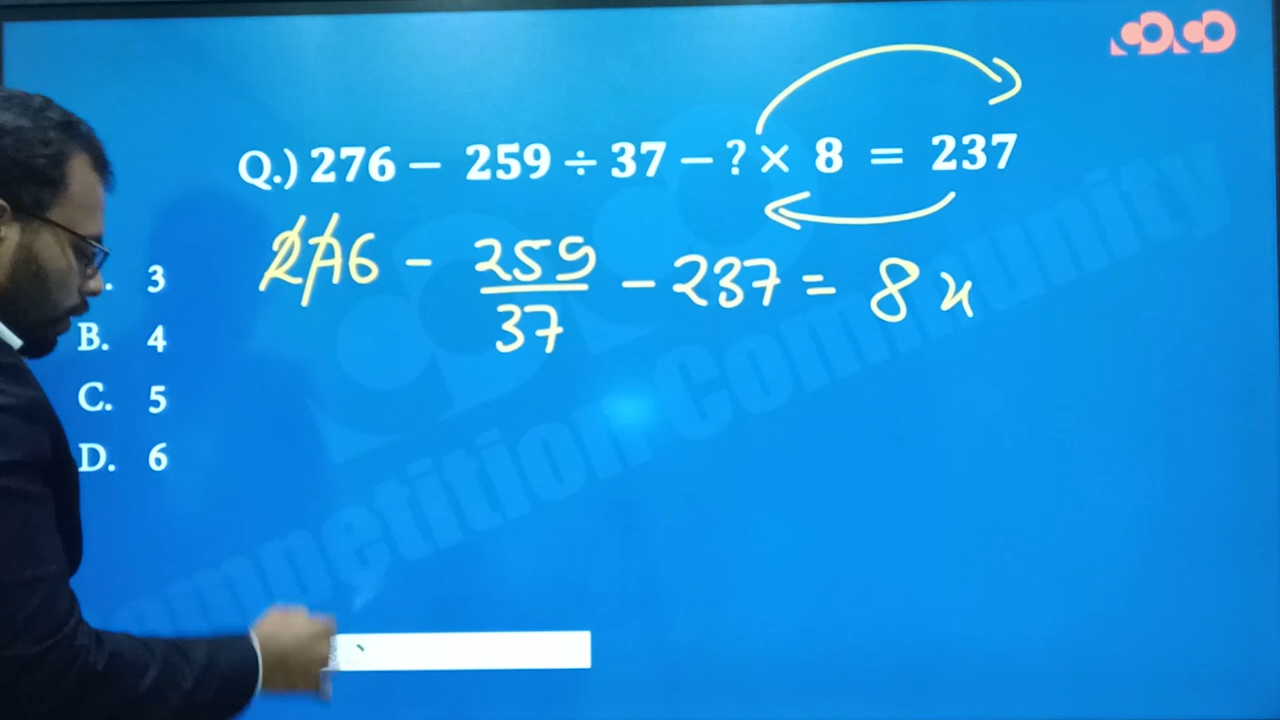 Q.) 276 − 259 ÷ 37 − ? × 8 = 237
276 - 259/37 - 237 = 8x
. 3
B. 4
C. 5
D. 6
Competition Community